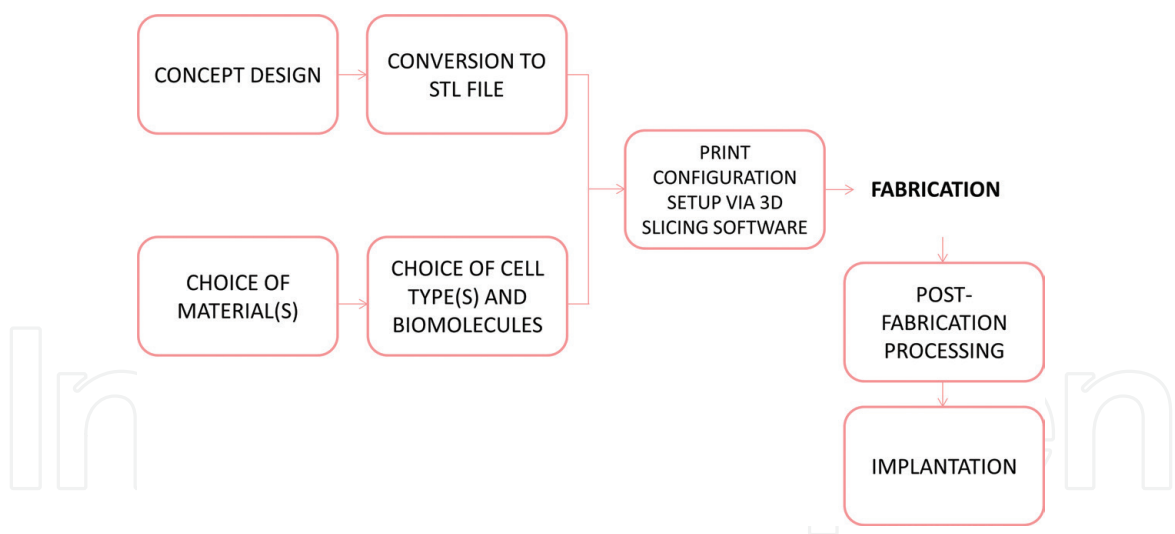 CONCEPT DESIGN
CONVERSION TO
STL FILE
PRINT
CONFIGURATION
SETUP VIA 3D
SLICING SOFTWARE
FABRICATION
CHOICE OF
MATERIAL(S)
CHOICE OF CELL
TYPE(S) AND
BIOMOLECULES
POST-
FABRICATION
PROCESSING
IMPLANTATION